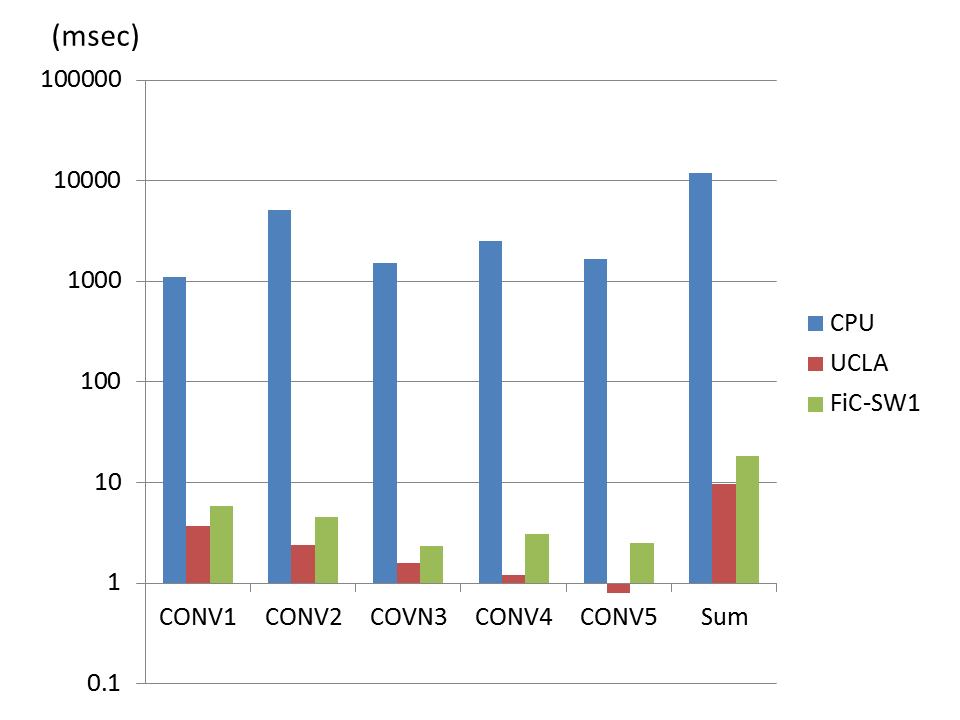 (msec)
100000
10000
1000
100
10
1
0.1
CONV1 CONV2 COVN3 CONV4 CONV5 Sum
CPU
UCLA
FiC-SW1